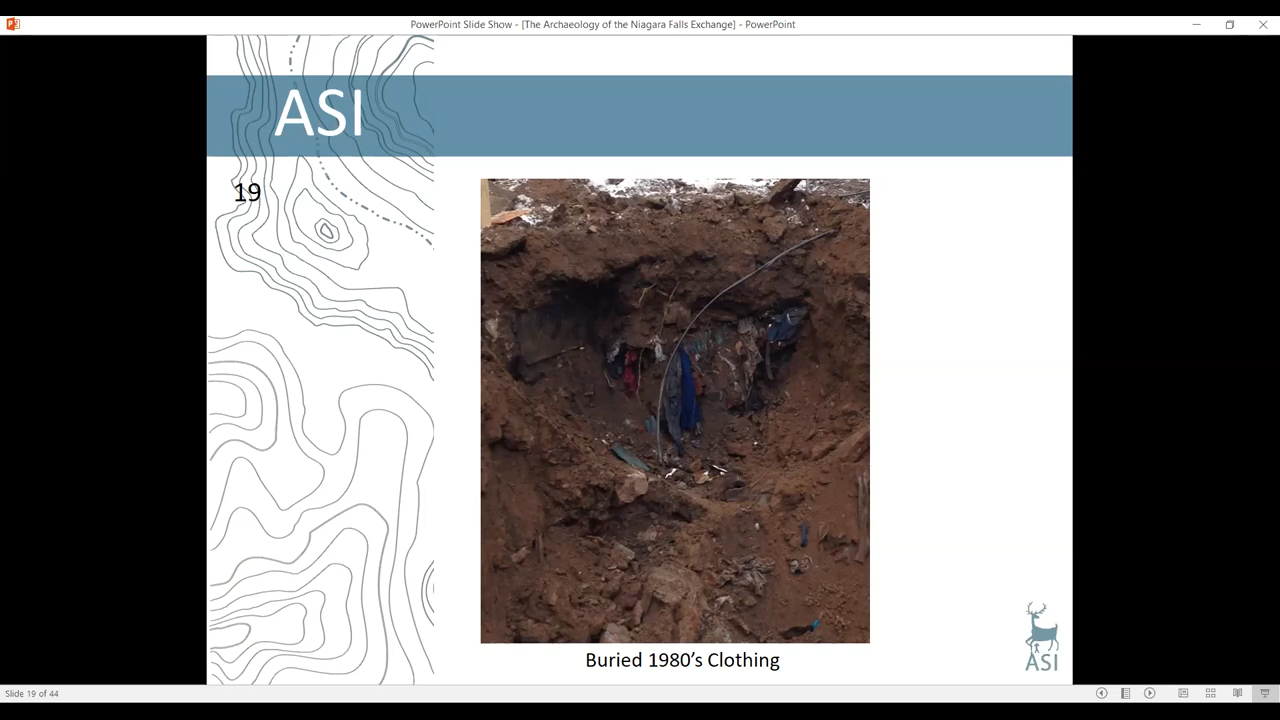 PowerPoint Slide Show - [The Archaeology of the Niagara Falls Exchange] - PowerPoint
ASI
19
Buried 1980's Clothing
ASI
Slide 19 of 44